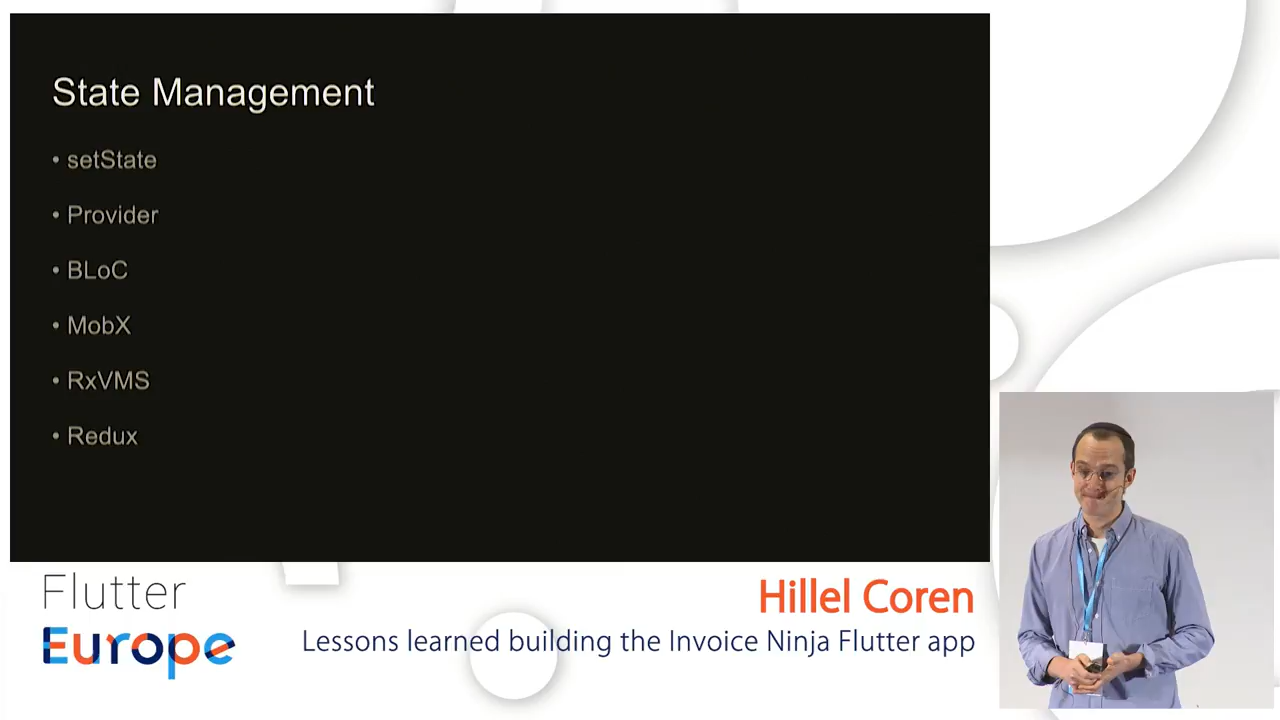 State Management
• setState
• Provider
• BLoC
• MobX
• RxVMS
• Redux
Flutter
Europe
Hillel Coren
Lessons learned building the Invoice Ninja Flutter app